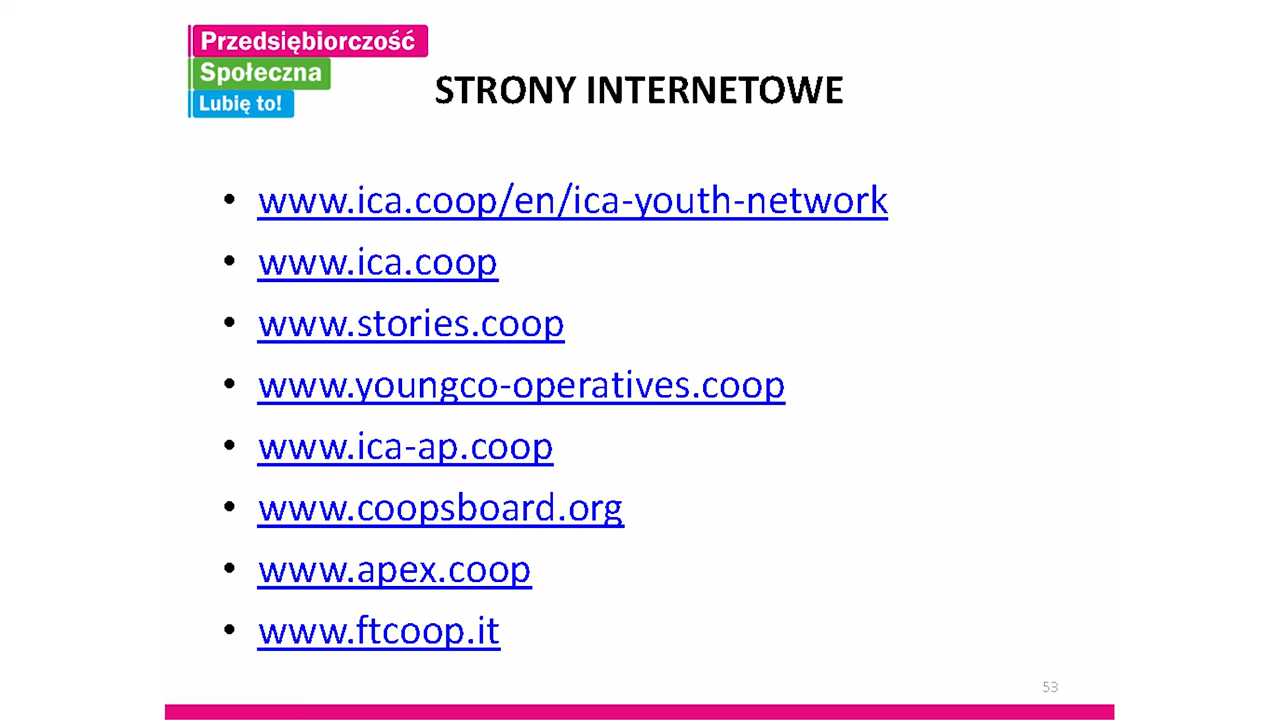 Przedsiębiorczość
Społeczna
Lubię to!
STRONY INTERNETOWE
• www.ica.coop/en/ica-youth-network
• www.ica.coop
• www.stories.coop
• www.youngco-operatives.coop
• www.ica-ap.coop
• www.coopsboard.org
• www.apex.coop
• www.ftcoop.it
53